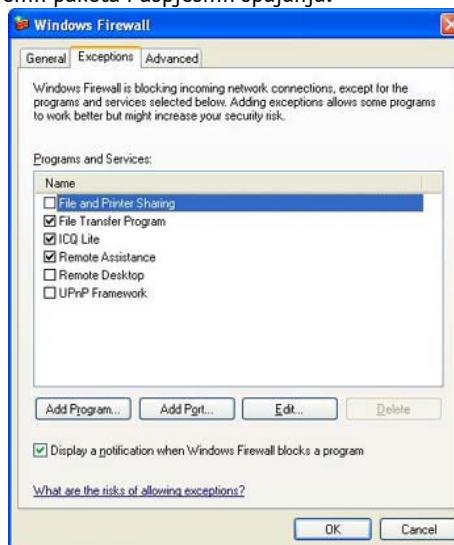 Windows Firewall
General Exceptions Advanced
Windows Firewall is blocking incoming network connections, except for the
programs and services selected below. Adding exceptions allows some programs
to work better but might increase your security risk.
Programs and Services:
Name
File and Printer Sharing
File Transfer Program
ICQ Lite
Remote Assistance
Remote Desktop
UPnP Framework
Add Program... Add Port... Edit... Delete
Display a notification when Windows Firewall blocks a program
What are the risks of allowing exceptions?
OK Cancel